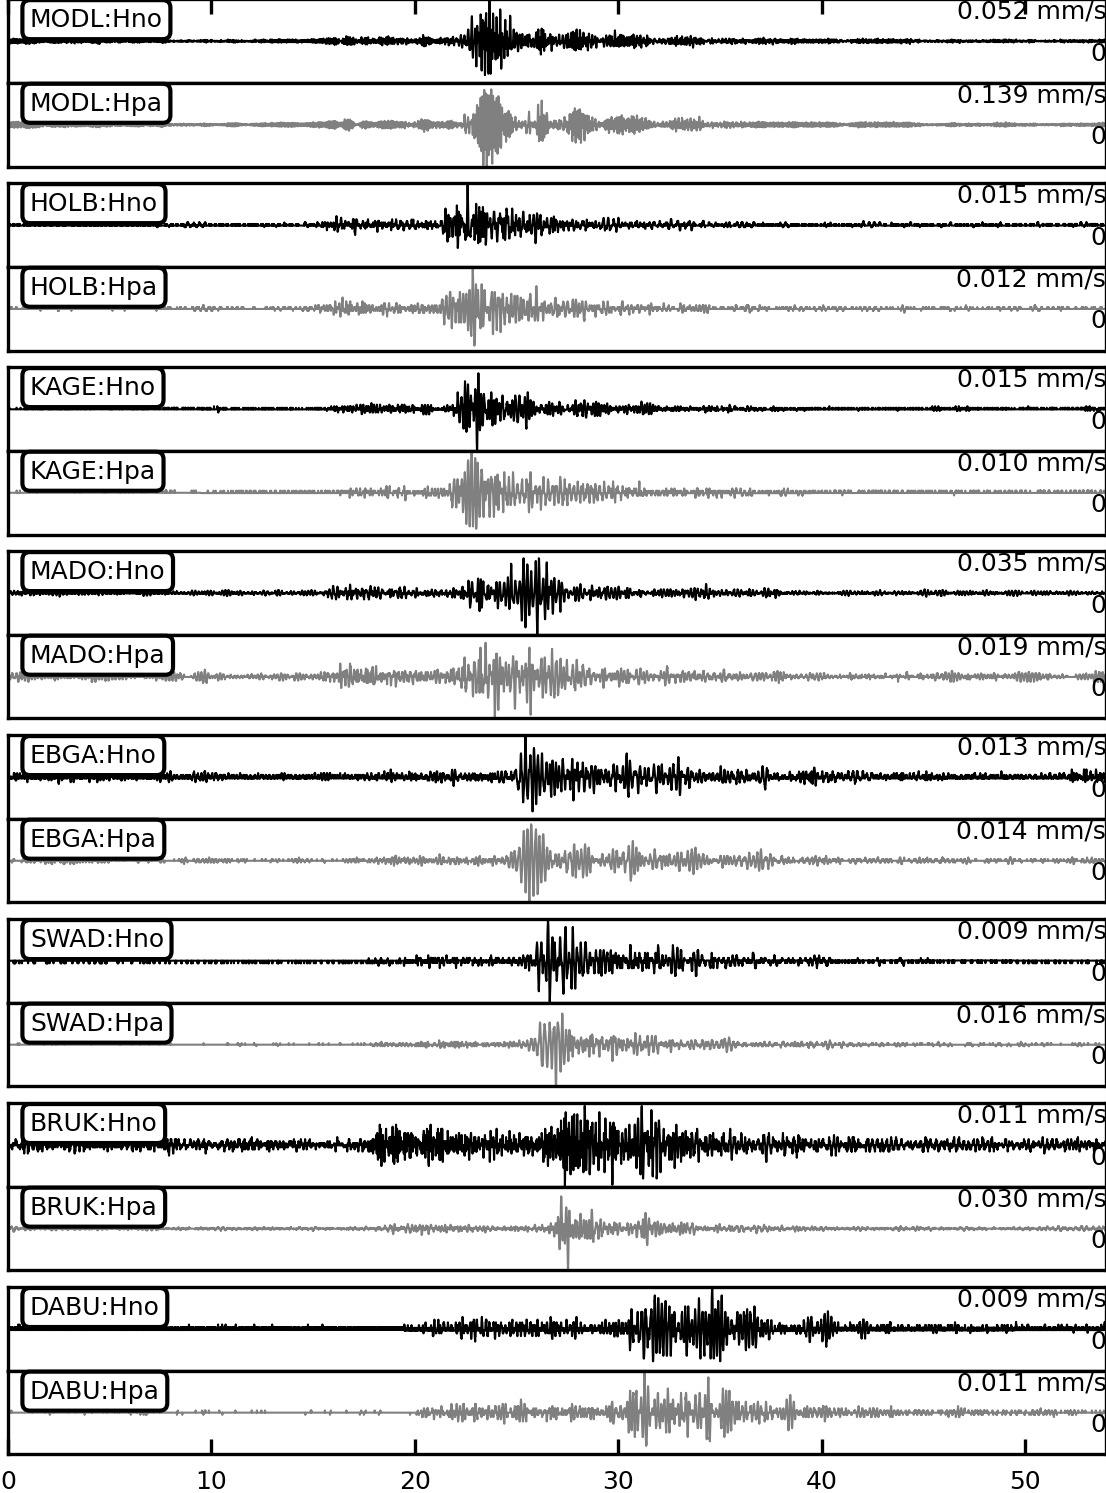 MODL:Hno 0.052 mm/s
0
MODL:Hpa 0.139 mm/s
0
HOLB:Hno 0.015 mm/s
0
HOLB:Hpa 0.012 mm/s
0
KAGE:Hno 0.015 mm/s
0
KAGE:Hpa 0.010 mm/s
0
MADO:Hno 0.035 mm/s
0
MADO:Hpa 0.019 mm/s
0
EBGA:Hno 0.013 mm/s
0
EBGA:Hpa 0.014 mm/s
0
SWAD:Hno 0.009 mm/s
0
SWAD:Hpa 0.016 mm/s
0
BRUK:Hno 0.011 mm/s
0
BRUK:Hpa 0.030 mm/s
0
DABU:Hno 0.009 mm/s
0
DABU:Hpa 0.011 mm/s
0
0 10 20 30 40 50